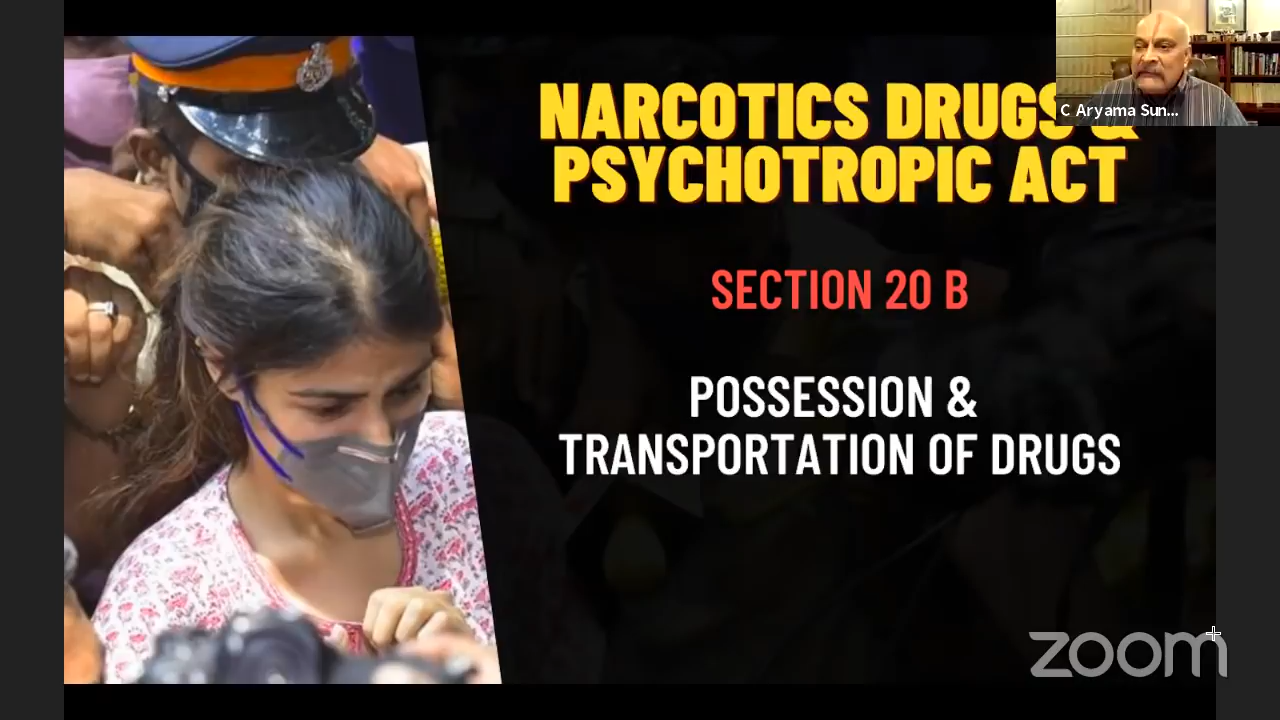 NARCOTICS DRUGS &
PSYCHOTROPIC ACT
C Aryama Sun...
SECTION 20 B
POSSESSION &
TRANSPORTATION OF DRUGS
zoom